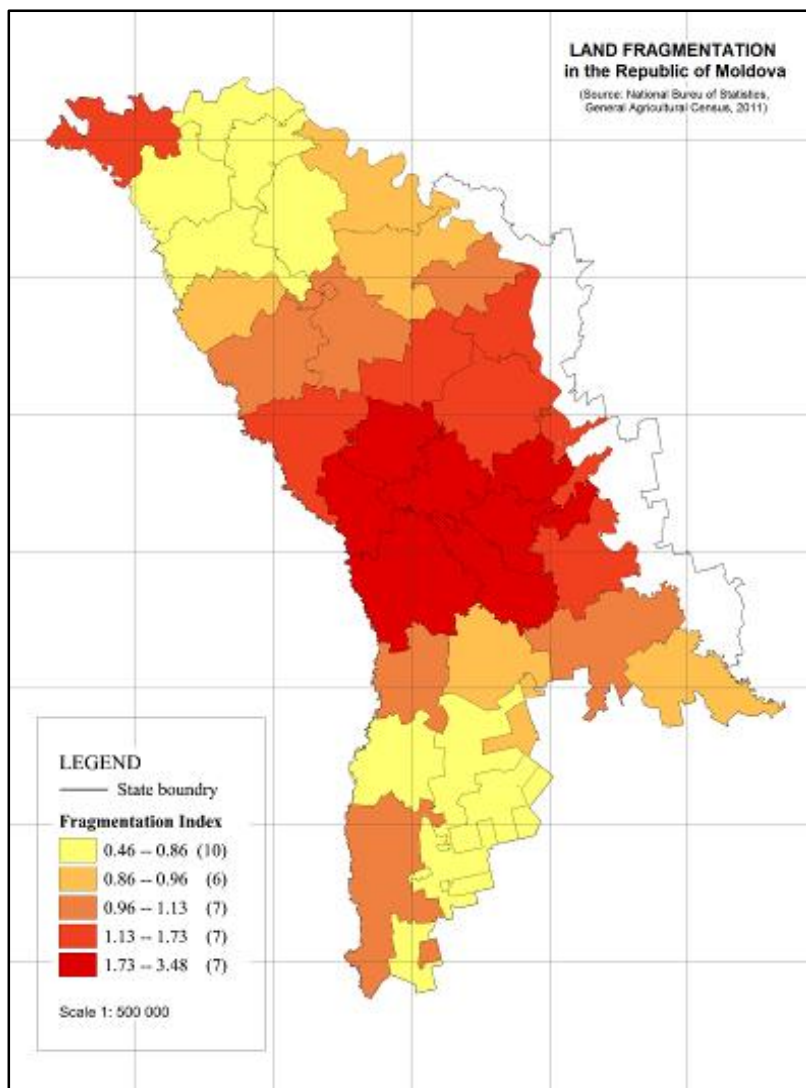 LAND FRAGMENTATION
in the Republic of Moldova
(Source: National Bureu of Statistics,
General Agricultural Census, 2011)
LEGEND
State boundry
Fragmentation Index
0.46 -- 0.86 (10)
0.86 -- 0.96 (6)
0.96 -- 1.13 (7)
1.13 -- 1.73 (7)
1.73 -- 3.48 (7)
Scale 1: 500 000